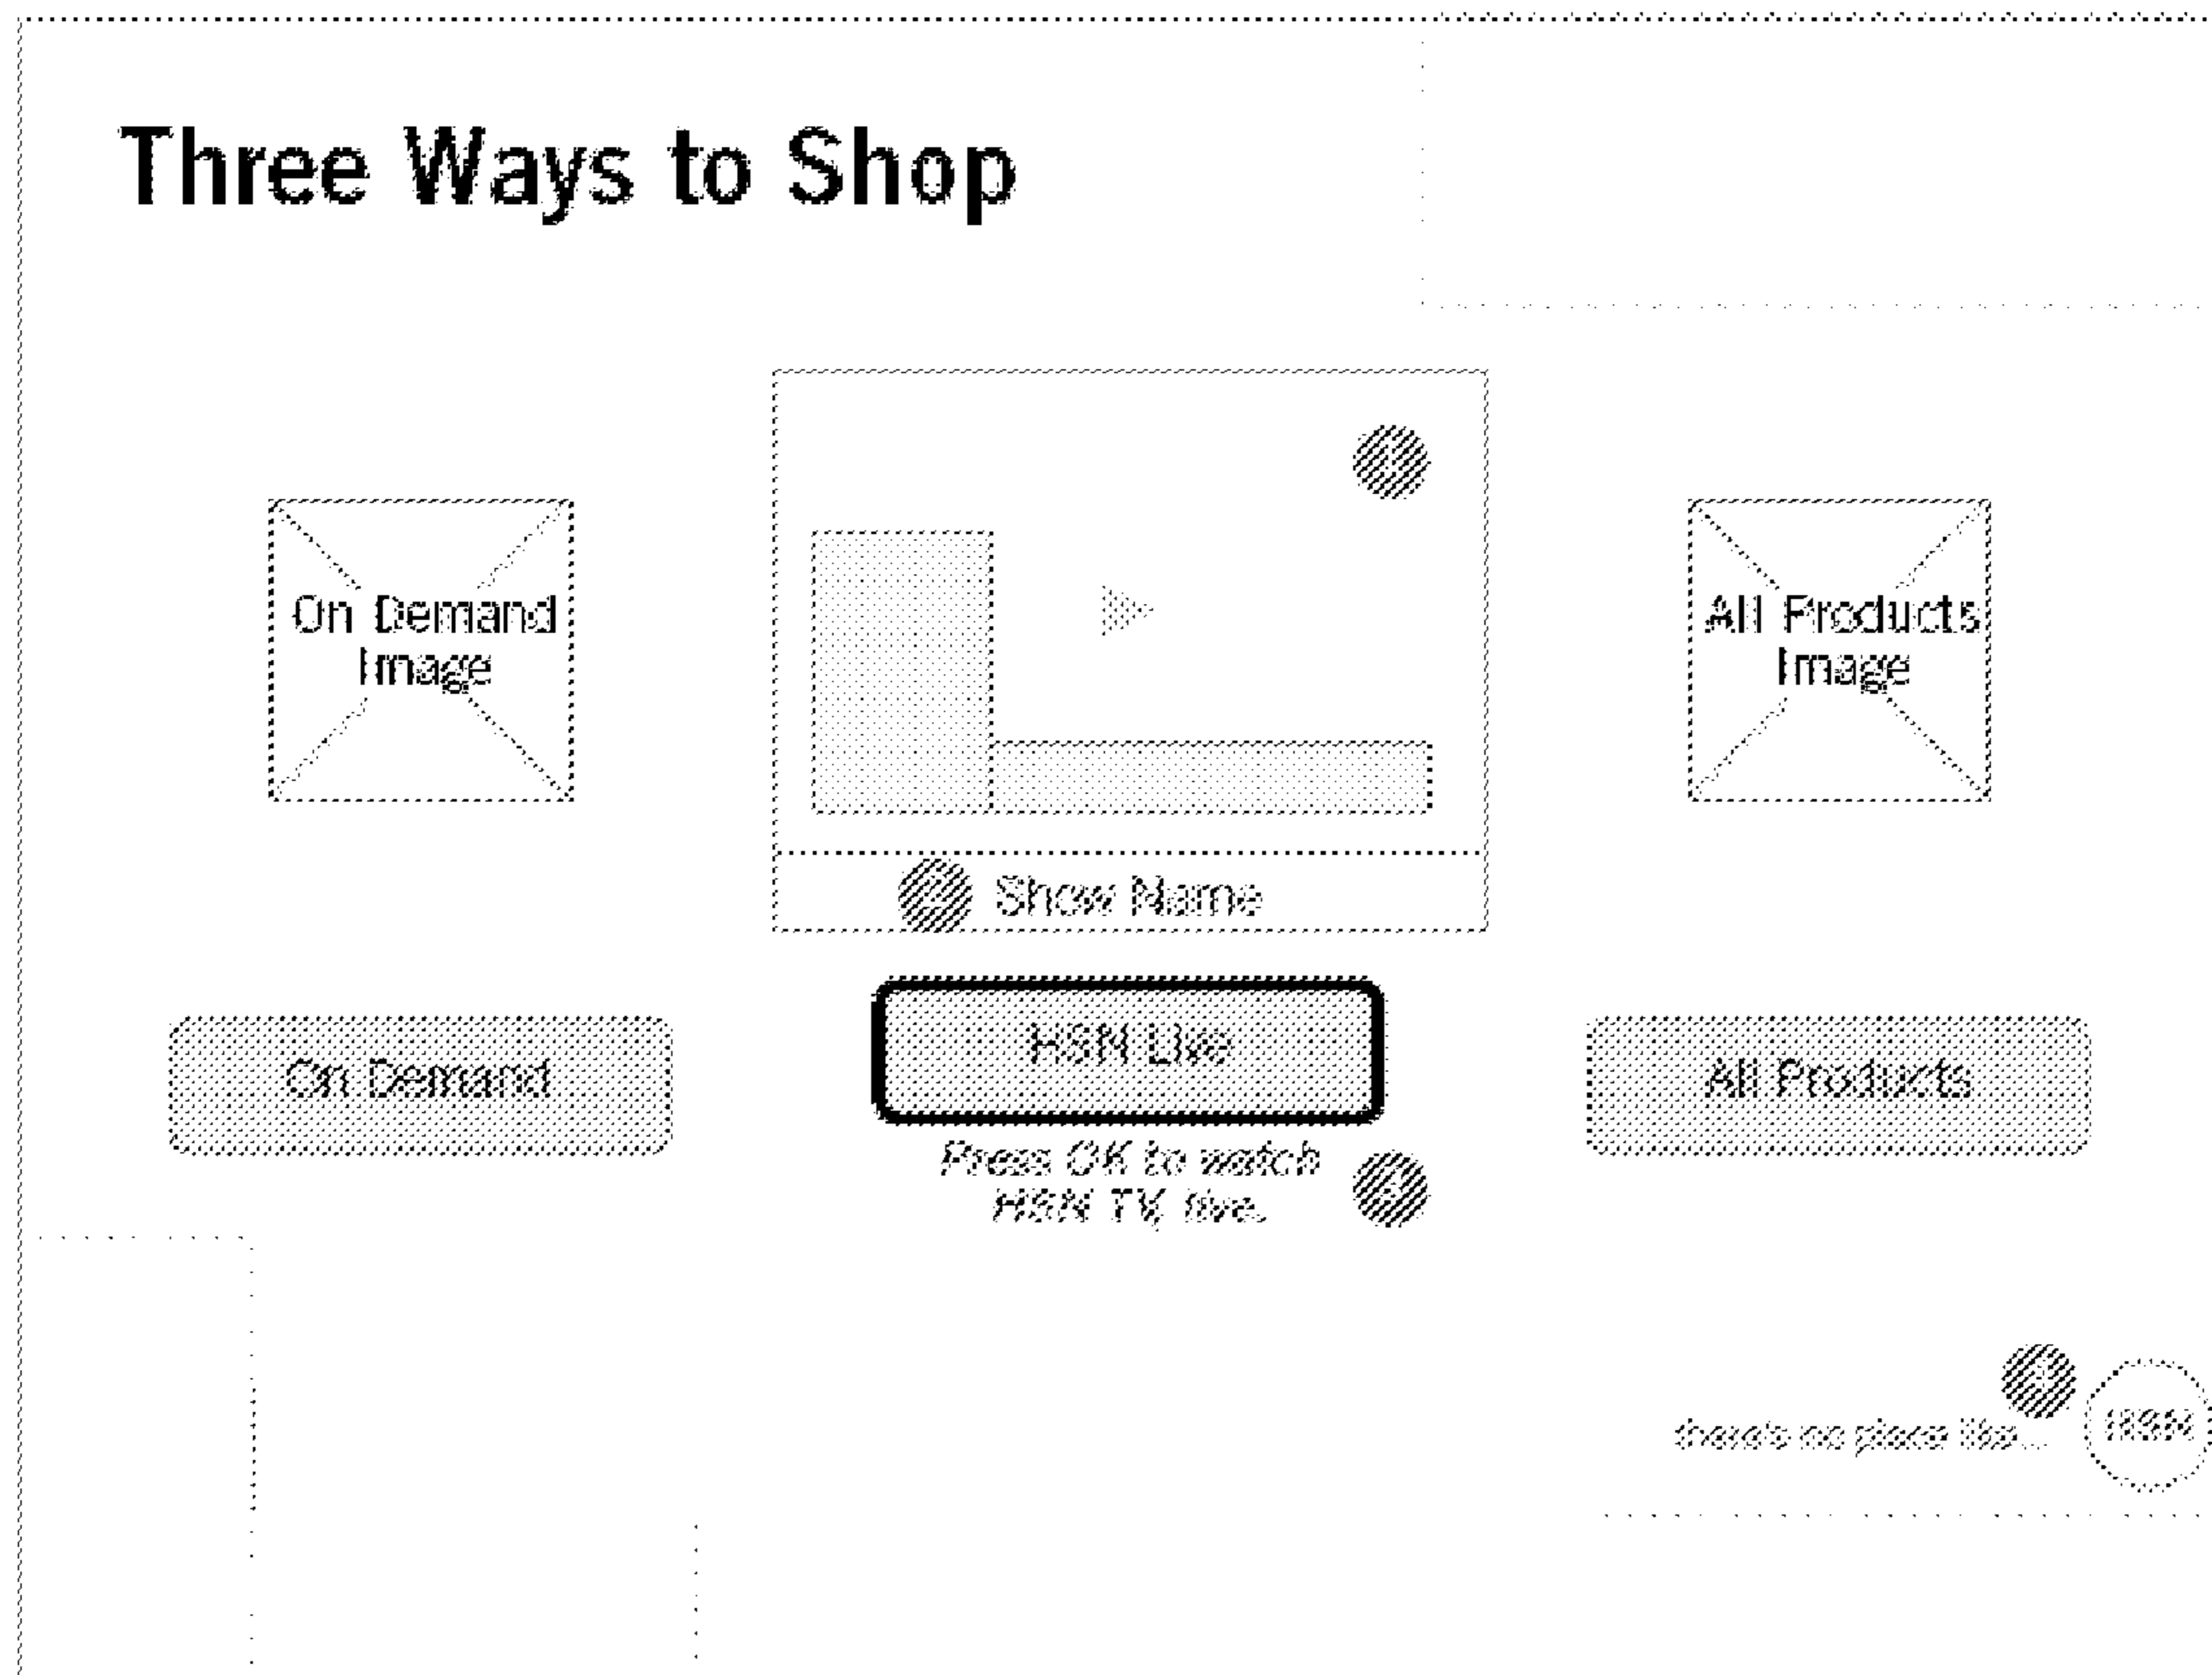 Three Ways to Shop
On Demand
Image
All Products
Image
Show Name
On Demand
HSN Live
All Products
Press OK to watch
HSN TV, live.
there's no place like...
HSN